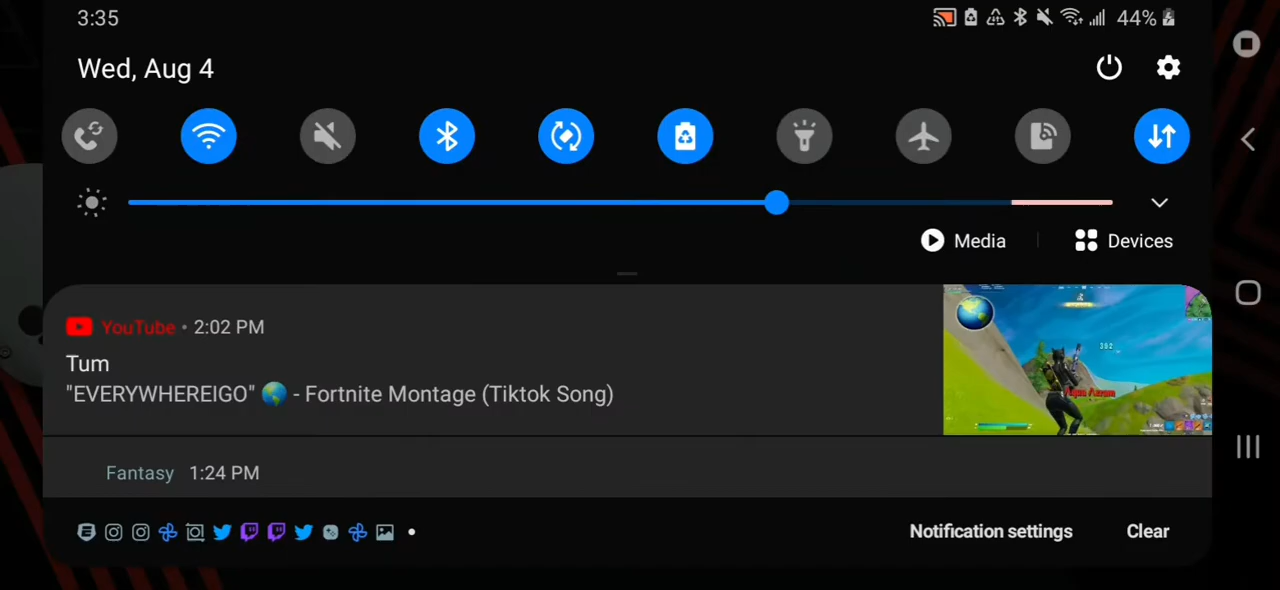 3:35
44%
Wed, Aug 4
Media
Devices
YouTube • 2:02 PM
Tum
"EVERYWHEREIGO" 🌎 - Fortnite Montage (Tiktok Song)
392
Fantasy 1:24 PM
Notification settings
Clear